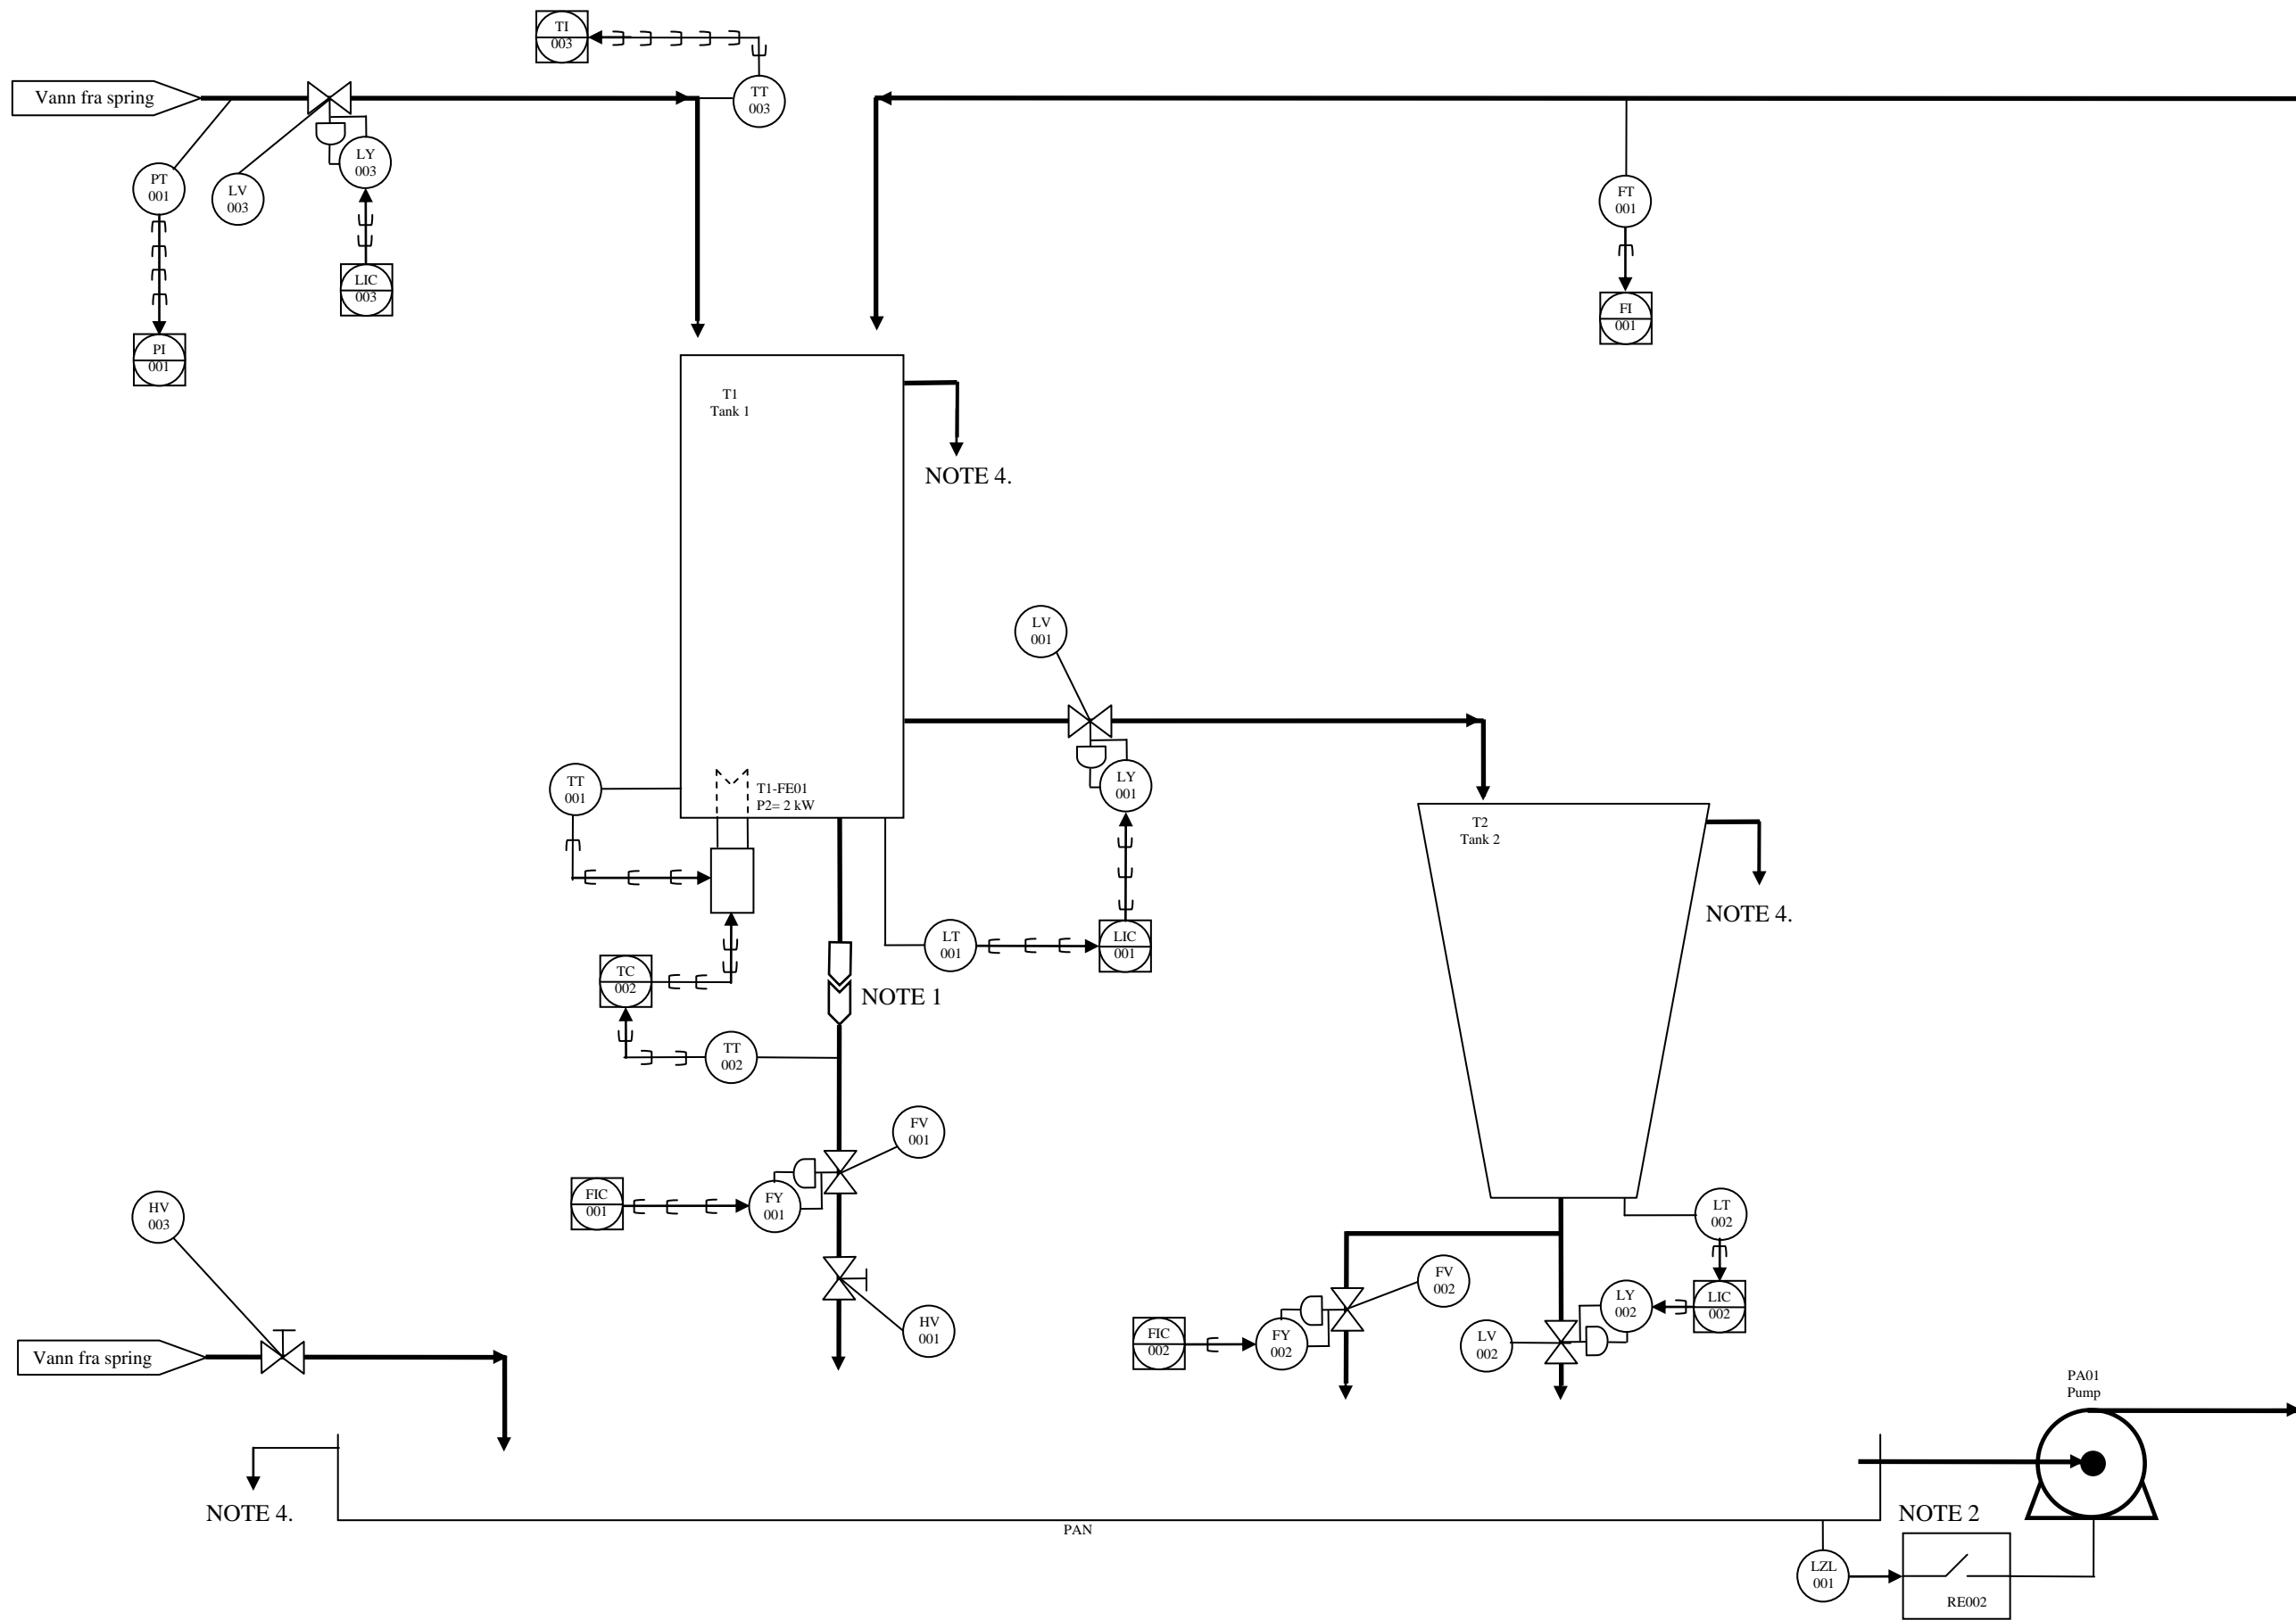 TI
003
Vann fra spring
TT
003
LY
003
PT
001
LV
003
FT
001
LIC
003
FI
001
PI
001
T1
Tank 1
NOTE 4.
LV
001
TT
001
T1-FE01
P2= 2 kW
LY
001
T2
Tank 2
NOTE 4.
LT
001
LIC
001
TC
002
NOTE 1
TT
002
FV
001
FIC
001
FY
001
HV
003
LT
002
FV
002
LY
002
LIC
002
HV
001
FIC
002
FY
002
LV
002
Vann fra spring
PA01
Pump
NOTE 4.
NOTE 2
PAN
LZL
001
RE002